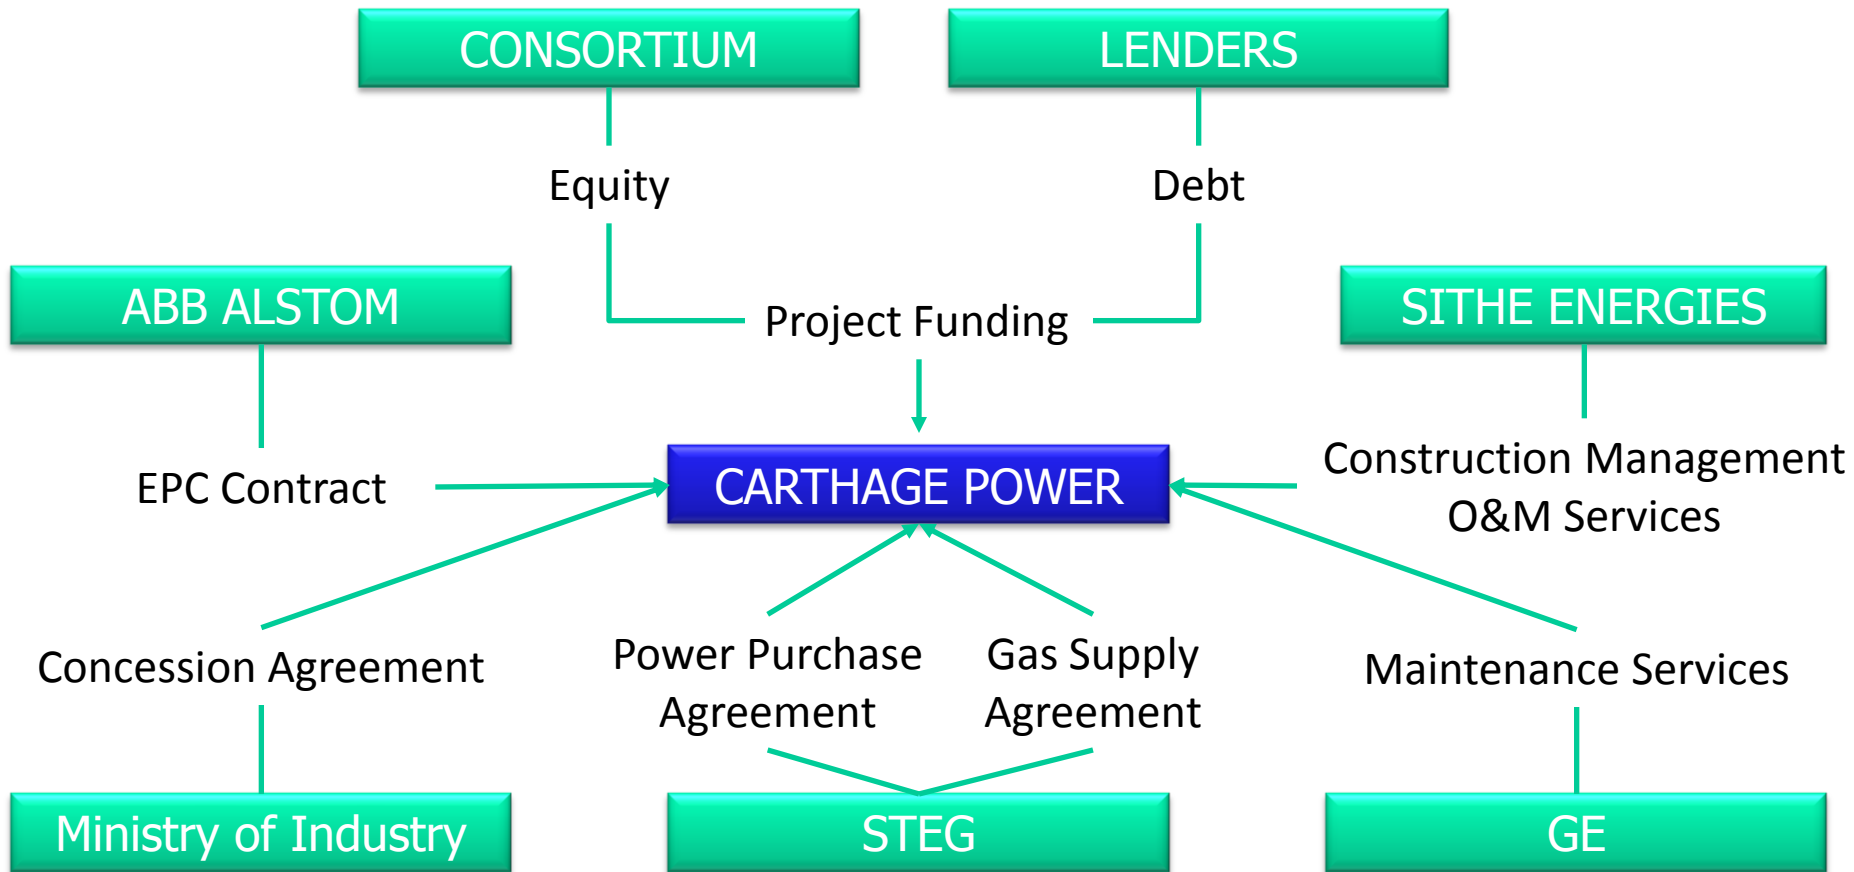 CONSORTIUM
LENDERS
Equity
Debt
ABB ALSTOM
Project Funding
SITHE ENERGIES
EPC Contract
CARTHAGE POWER
Construction Management
O&M Services
Concession Agreement
Power Purchase
Agreement
Gas Supply
Agreement
Maintenance Services
Ministry of Industry
STEG
GE